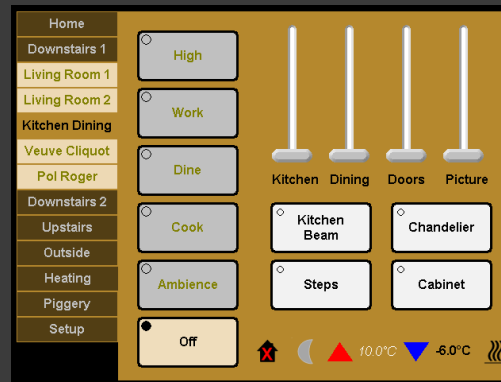 Home
Downstairs 1
Living Room 1
Living Room 2
Kitchen Dining
Veuve Cliquot
Pol Roger
Downstairs 2
Upstairs
Outside
Heating
Piggery
Setup
High
Work
Dine
Cook
Ambience
Off
Kitchen Dining Doors Picture
Kitchen
Beam
Chandelier
Steps
Cabinet
X
10.0°C
-6.0°C